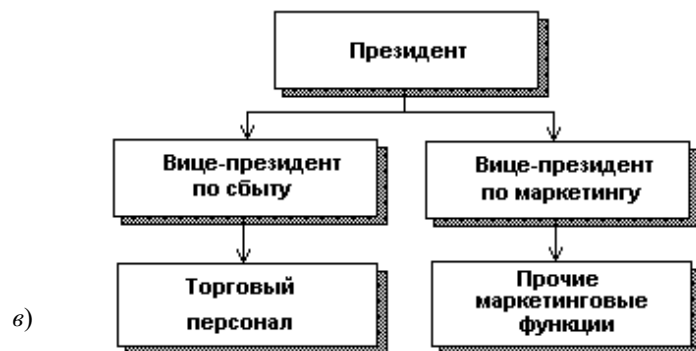 Президент
Вице-президент
по сбыту
Вице-президент
по маркетингу
Торговый
персонал
Прочие
маркетинговые
функции
в)